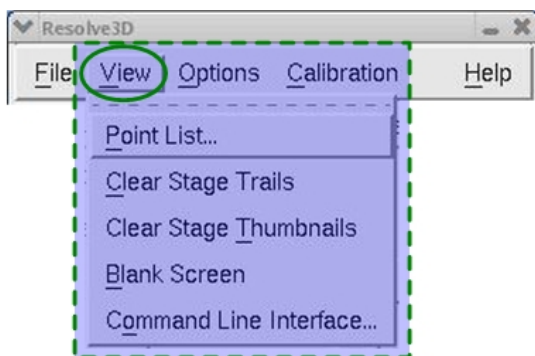 Resolve3D
File View Options Calibration Help
Point List...
Clear Stage Trails
Clear Stage Thumbnails
Blank Screen
Command Line Interface...